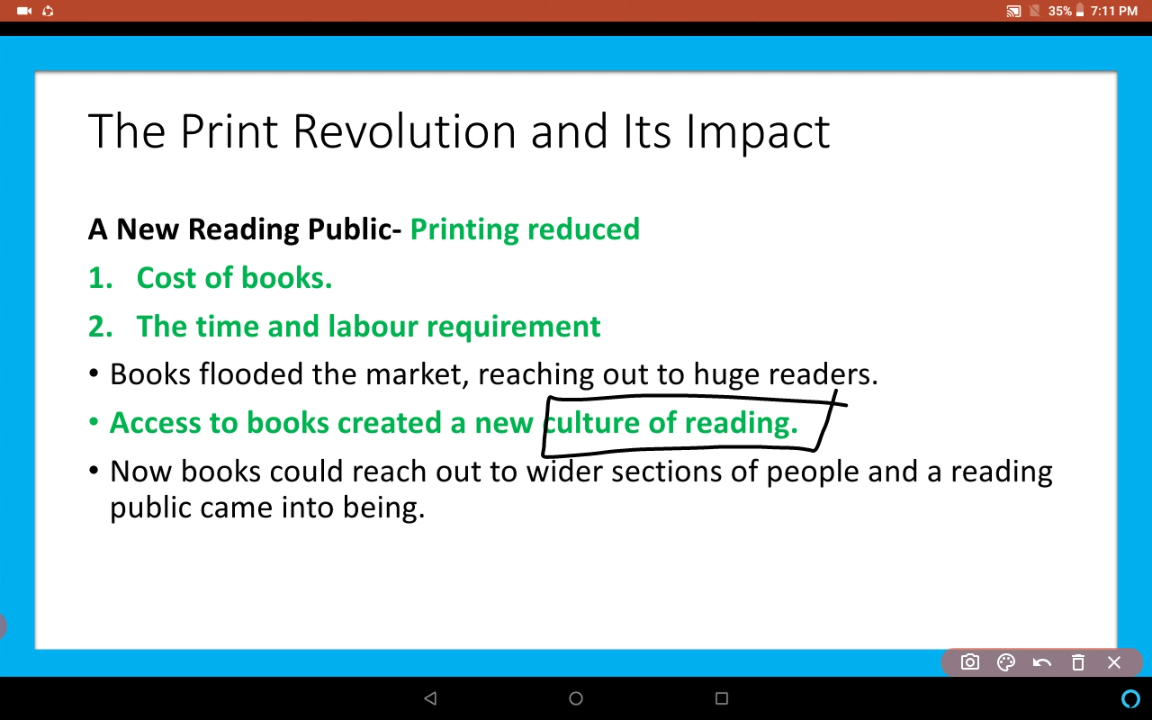 35% 7:11 PM
The Print Revolution and Its Impact
A New Reading Public- Printing reduced
1. Cost of books.
2. The time and labour requirement
• Books flooded the market, reaching out to huge readers.
• Access to books created a new culture of reading.
• Now books could reach out to wider sections of people and a reading
public came into being.